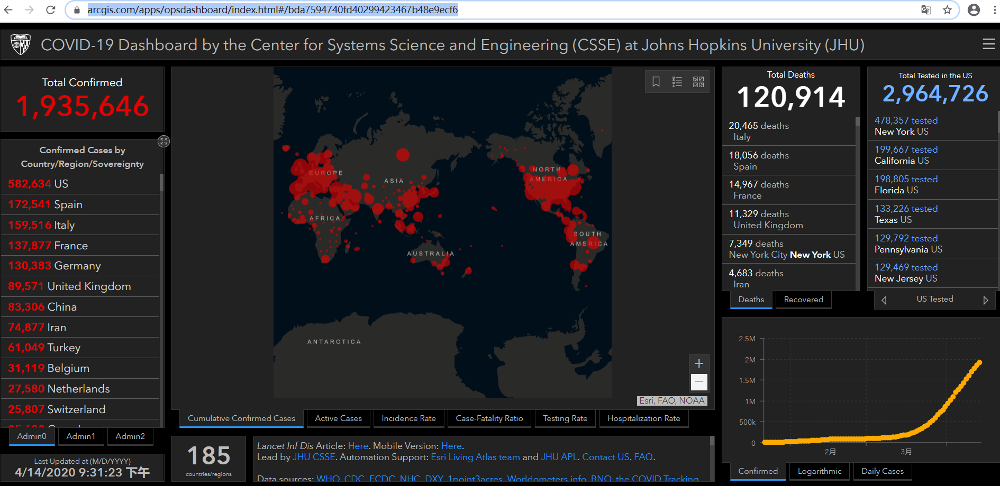 arcgis.com/apps/opsdashboard/index.html#/bda7594740fd40299423467b48e9ecf6
COVID-19 Dashboard by the Center for Systems Science and Engineering (CSSE) at Johns Hopkins University (JHU)
Total Confirmed
1,935,646
Confirmed Cases by
Country/Region/Sovereignty
582,634 US
172,541 Spain
159,516 Italy
137,877 France
130,383 Germany
89,571 United Kingdom
83,306 China
74,877 Iran
61,049 Turkey
31,119 Belgium
27,580 Netherlands
25,807 Switzerland
Admin0
Admin1
Admin2
Last Updated at (M/D/YYYY)
4/14/2020 9:31:23 下午
EUROPE
ASIA
AFRICA
AUSTRALIA
NORTH
AMERICA
SOUTH
AMERICA
ANTARCTICA
Esri, FAO, NOAA
Cumulative Confirmed Cases
Active Cases
Incidence Rate
Case-Fatality Ratio
Testing Rate
Hospitalization Rate
185
countries/regions
Lancet Inf Dis Article: Here. Mobile Version: Here.
Lead by JHU CSSE. Automation Support: Esri Living Atlas team and JHU APL. Contact US. FAQ.
Data sources: WHO, CDC, ECDC, NHC, DXY, 1point3acres, Worldometers.info, BNO, the COVID Tracking
Total Deaths
120,914
20,465 deaths
Italy
18,056 deaths
Spain
14,967 deaths
France
11,329 deaths
United Kingdom
7,349 deaths
New York City New York US
4,683 deaths
Iran
Deaths
Recovered
Total Tested in the US
2,964,726
478,357 tested
New York US
199,667 tested
California US
198,805 tested
Florida US
133,226 tested
Texas US
129,792 tested
Pennsylvania US
129,469 tested
New Jersey US
US Tested
2.5M
2M
1.5M
1M
500k
0
2月
3月
Confirmed
Logarithmic
Daily Cases